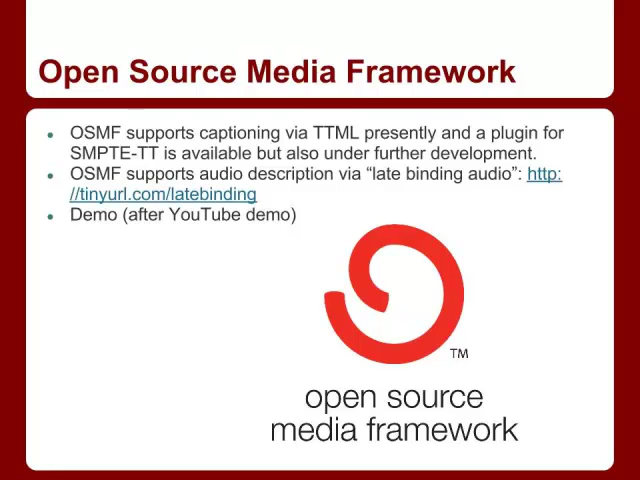 Open Source Media Framework
OSMF supports captioning via TTML presently and a plugin for
SMPTE-TT is available but also under further development.
OSMF supports audio description via “late binding audio”: http:
//tinyurl.com/latebinding
Demo (after YouTube demo)
TM
open source
media framework